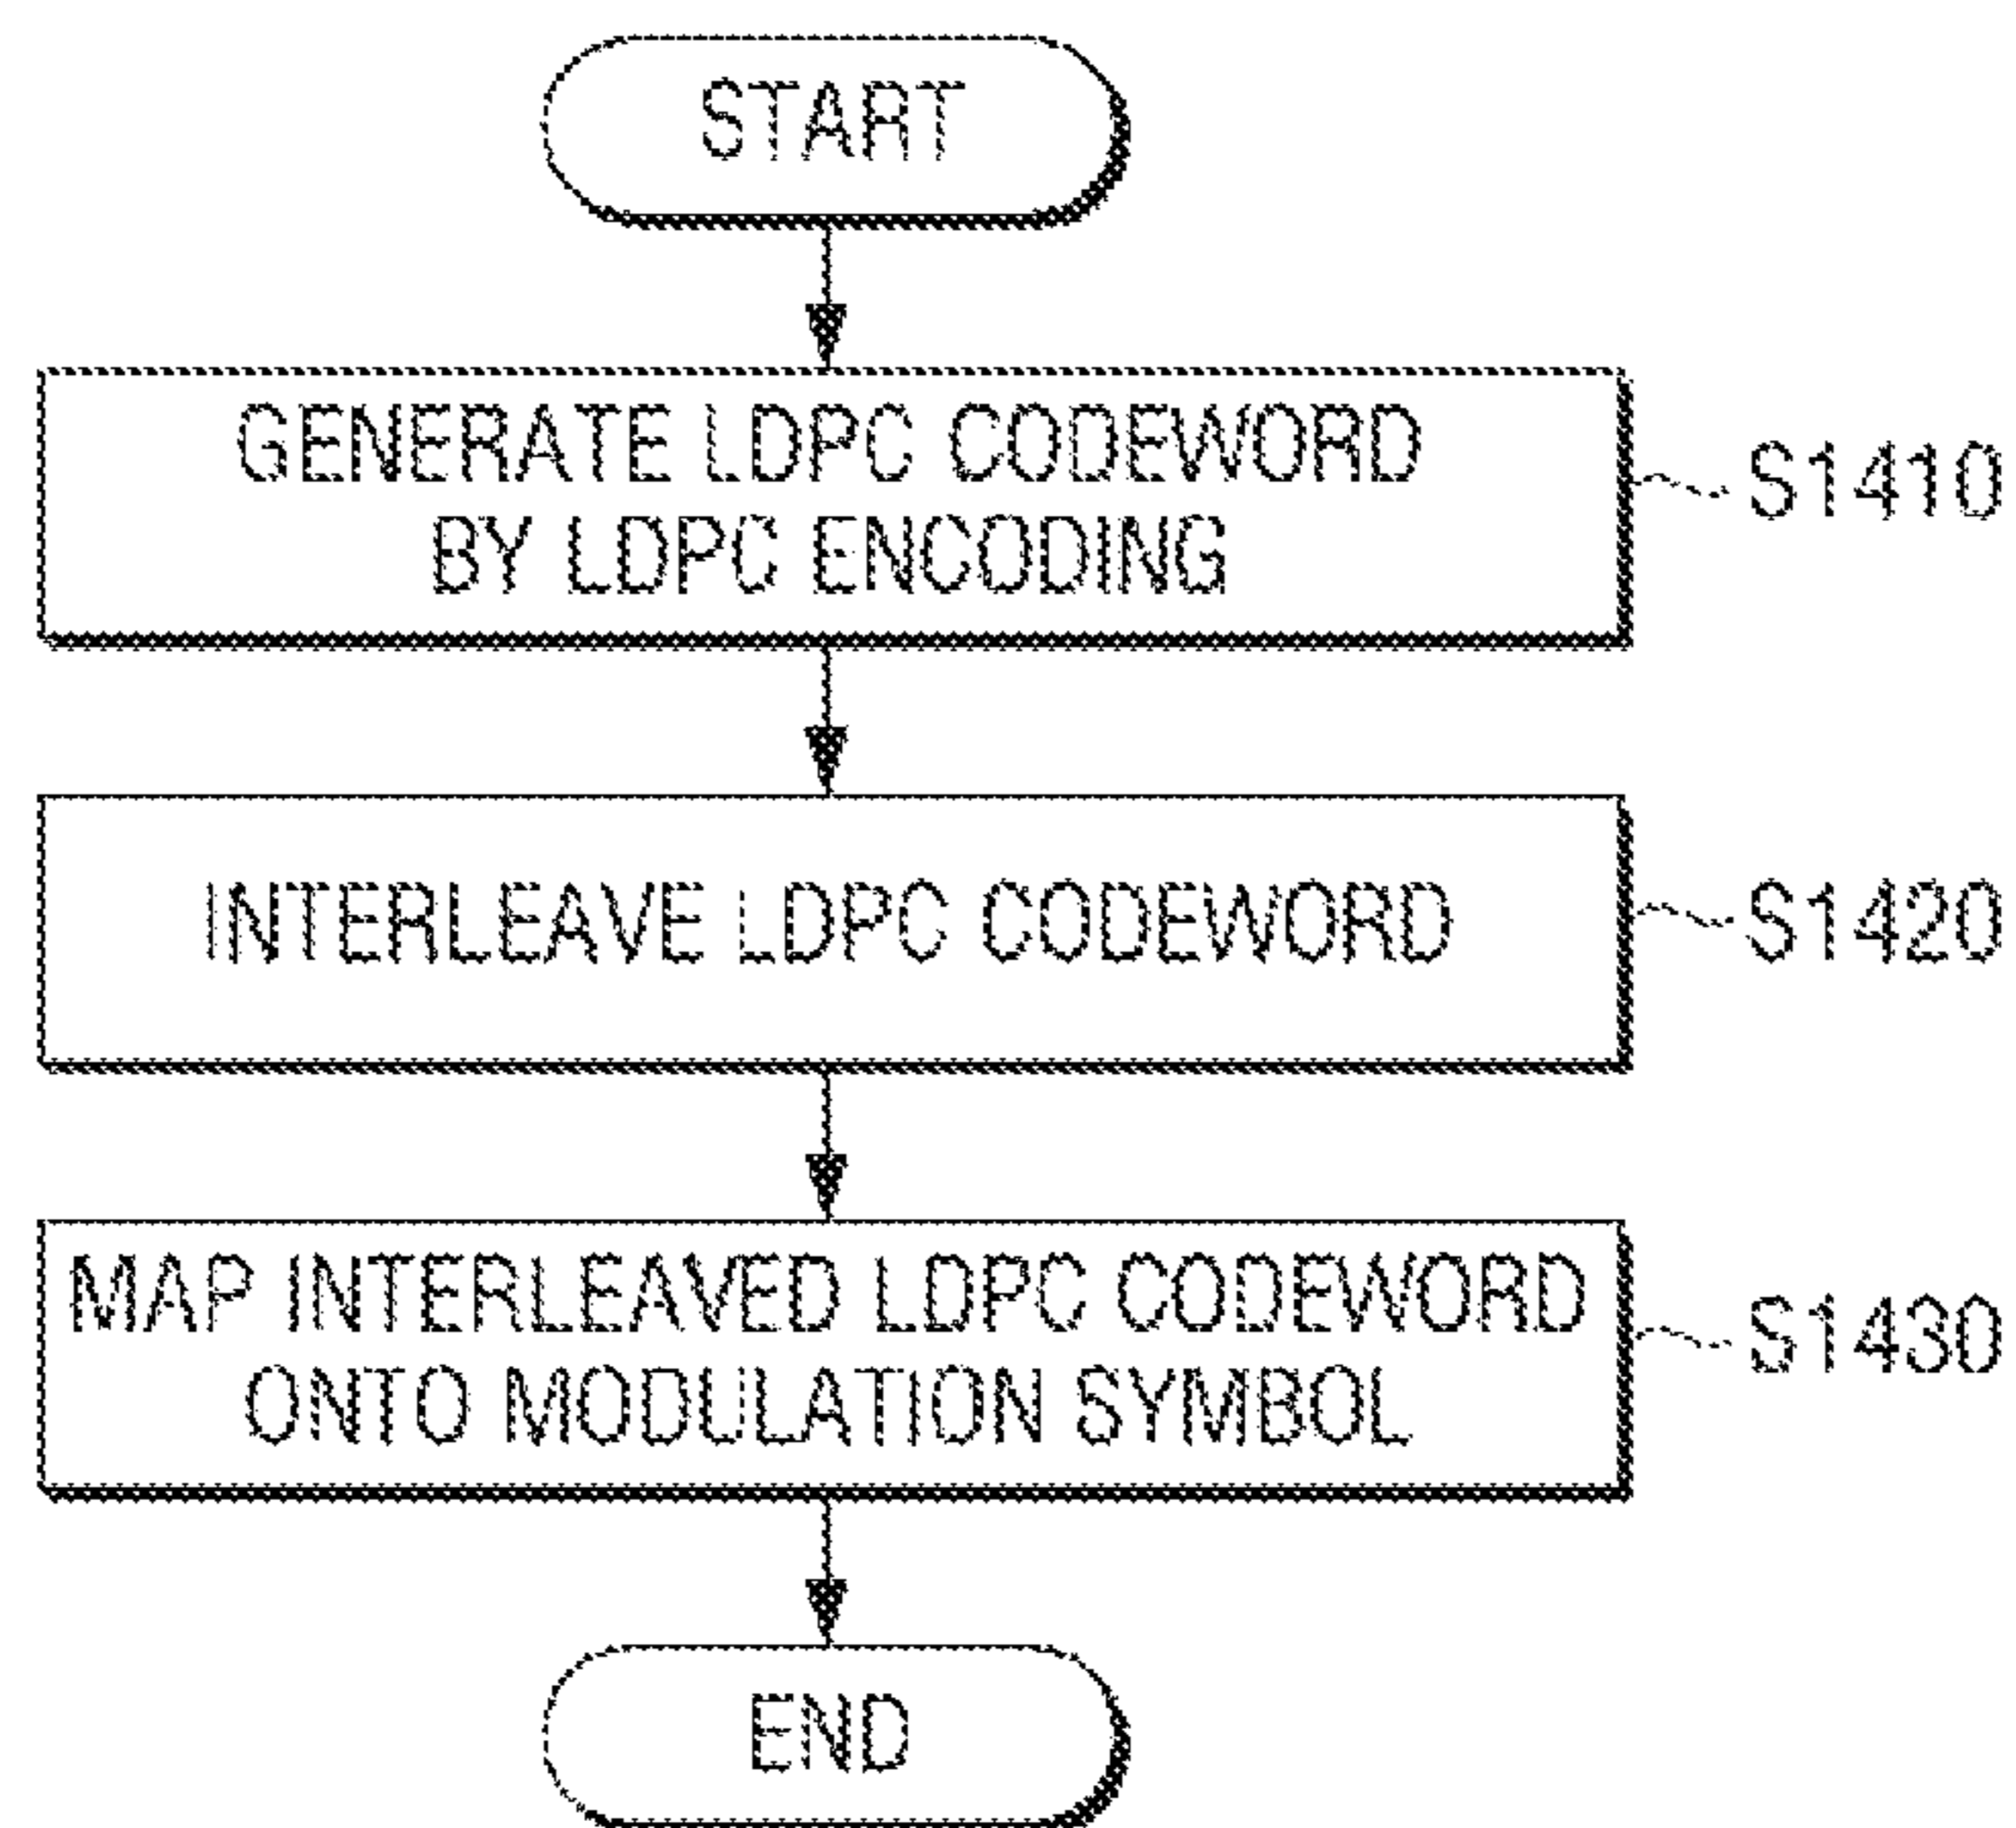 START
GENERATE LDPC CODEWORD
BY LDPC ENCODING
S1410
INTERLEAVE LDPC CODEWORD
S1420
MAP INTERLEAVED LDPC CODEWORD
ONTO MODULATION SYMBOL
S1430
END